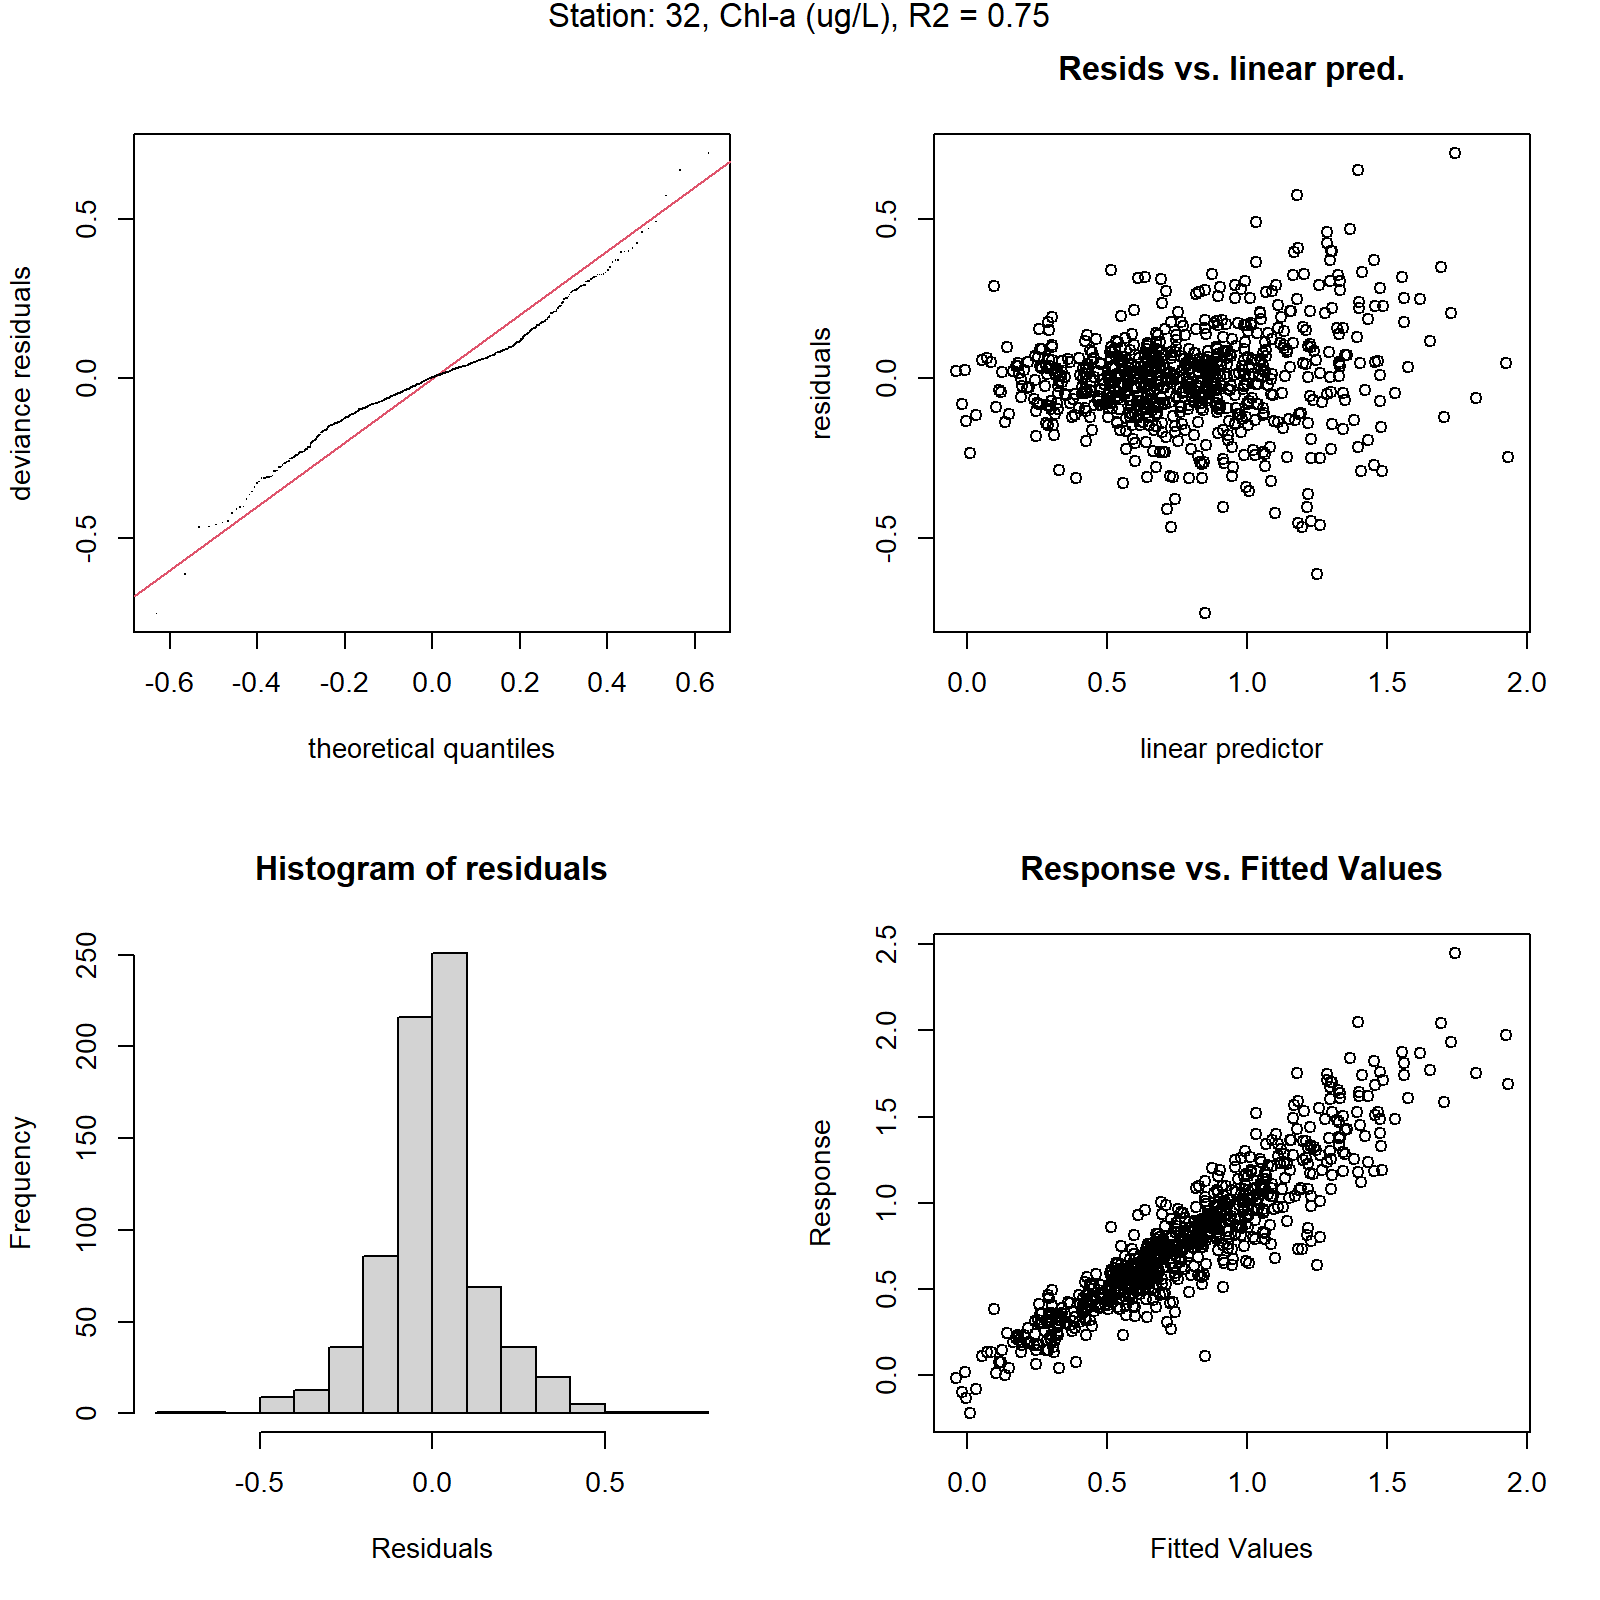 Station: 32, Chl-a (ug/L), R2 = 0.75
deviance residuals
0.5
0.0
-0.5
-0.6 -0.4 -0.2 0.0 0.2 0.4 0.6
theoretical quantiles
Resids vs. linear pred.
residuals
0.5
0.0
-0.5
0.0 0.5 1.0 1.5 2.0
linear predictor
Histogram of residuals
Frequency
250
200
150
100
50
0
-0.5 0.0 0.5
Residuals
Response vs. Fitted Values
Response
2.5
2.0
1.5
1.0
0.5
0.0
0.0 0.5 1.0 1.5 2.0
Fitted Values